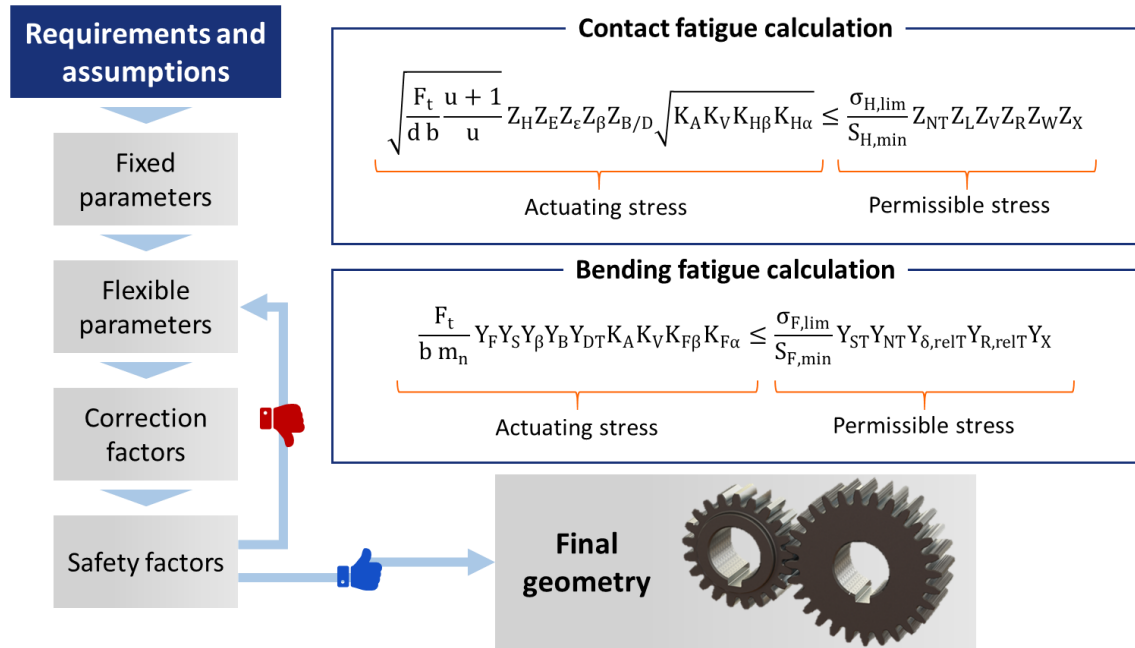 Requirements and
assumptions
Fixed
parameters
Flexible
parameters
Correction
factors
Safety factors
Contact fatigue calculation
√(F_t/(d b) (u + 1)/u) Z_H Z_E Z_ε Z_β Z_B/D √(K_A K_V K_Hβ K_Hα) ≤ σ_H,lim/S_H,min Z_NT Z_L Z_V Z_R Z_W Z_X
Actuating stress Permissible stress
Bending fatigue calculation
F_t/(b m_n) Y_F Y_S Y_β Y_B Y_DT K_A K_V K_Fβ K_Fα ≤ σ_F,lim/S_F,min Y_ST Y_NT Y_δ,relT Y_R,relT Y_X
Actuating stress Permissible stress
Final
geometry